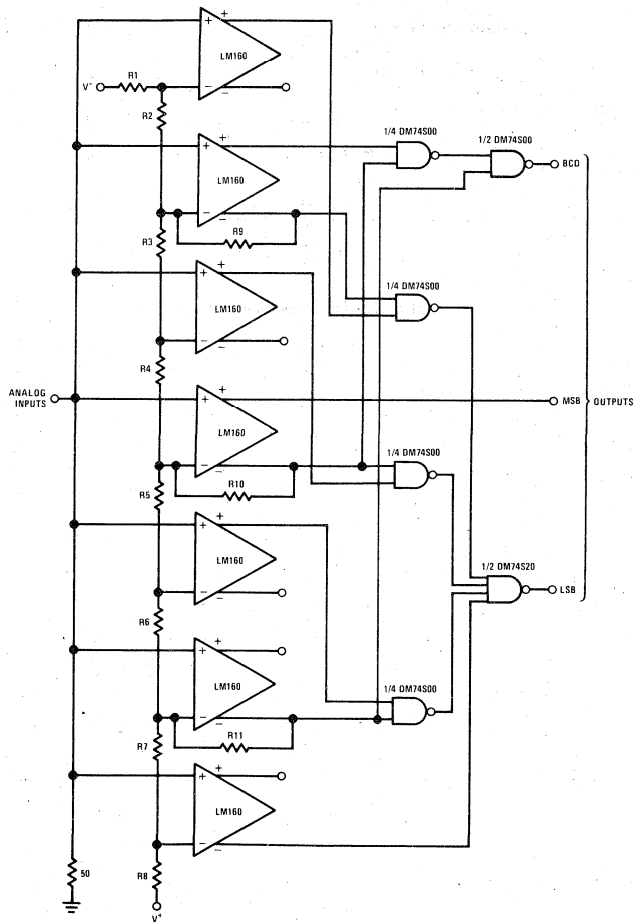 +
+
LM160
−
−
R1
V−
R2
1/4 DM74S00
1/2 DM74S00
BCD
+
+
LM160
−
−
R9
R3
1/4 DM74S00
+
+
LM160
−
−
R4
ANALOG
INPUTS
+
+
LM160
−
−
MSB
OUTPUTS
1/4 DM74S00
R10
R5
+
+
LM160
−
−
1/2 DM74S20
LSB
R6
+
+
LM160
−
−
1/4 DM74S00
R11
R7
+
+
LM160
−
−
50
R8
V+